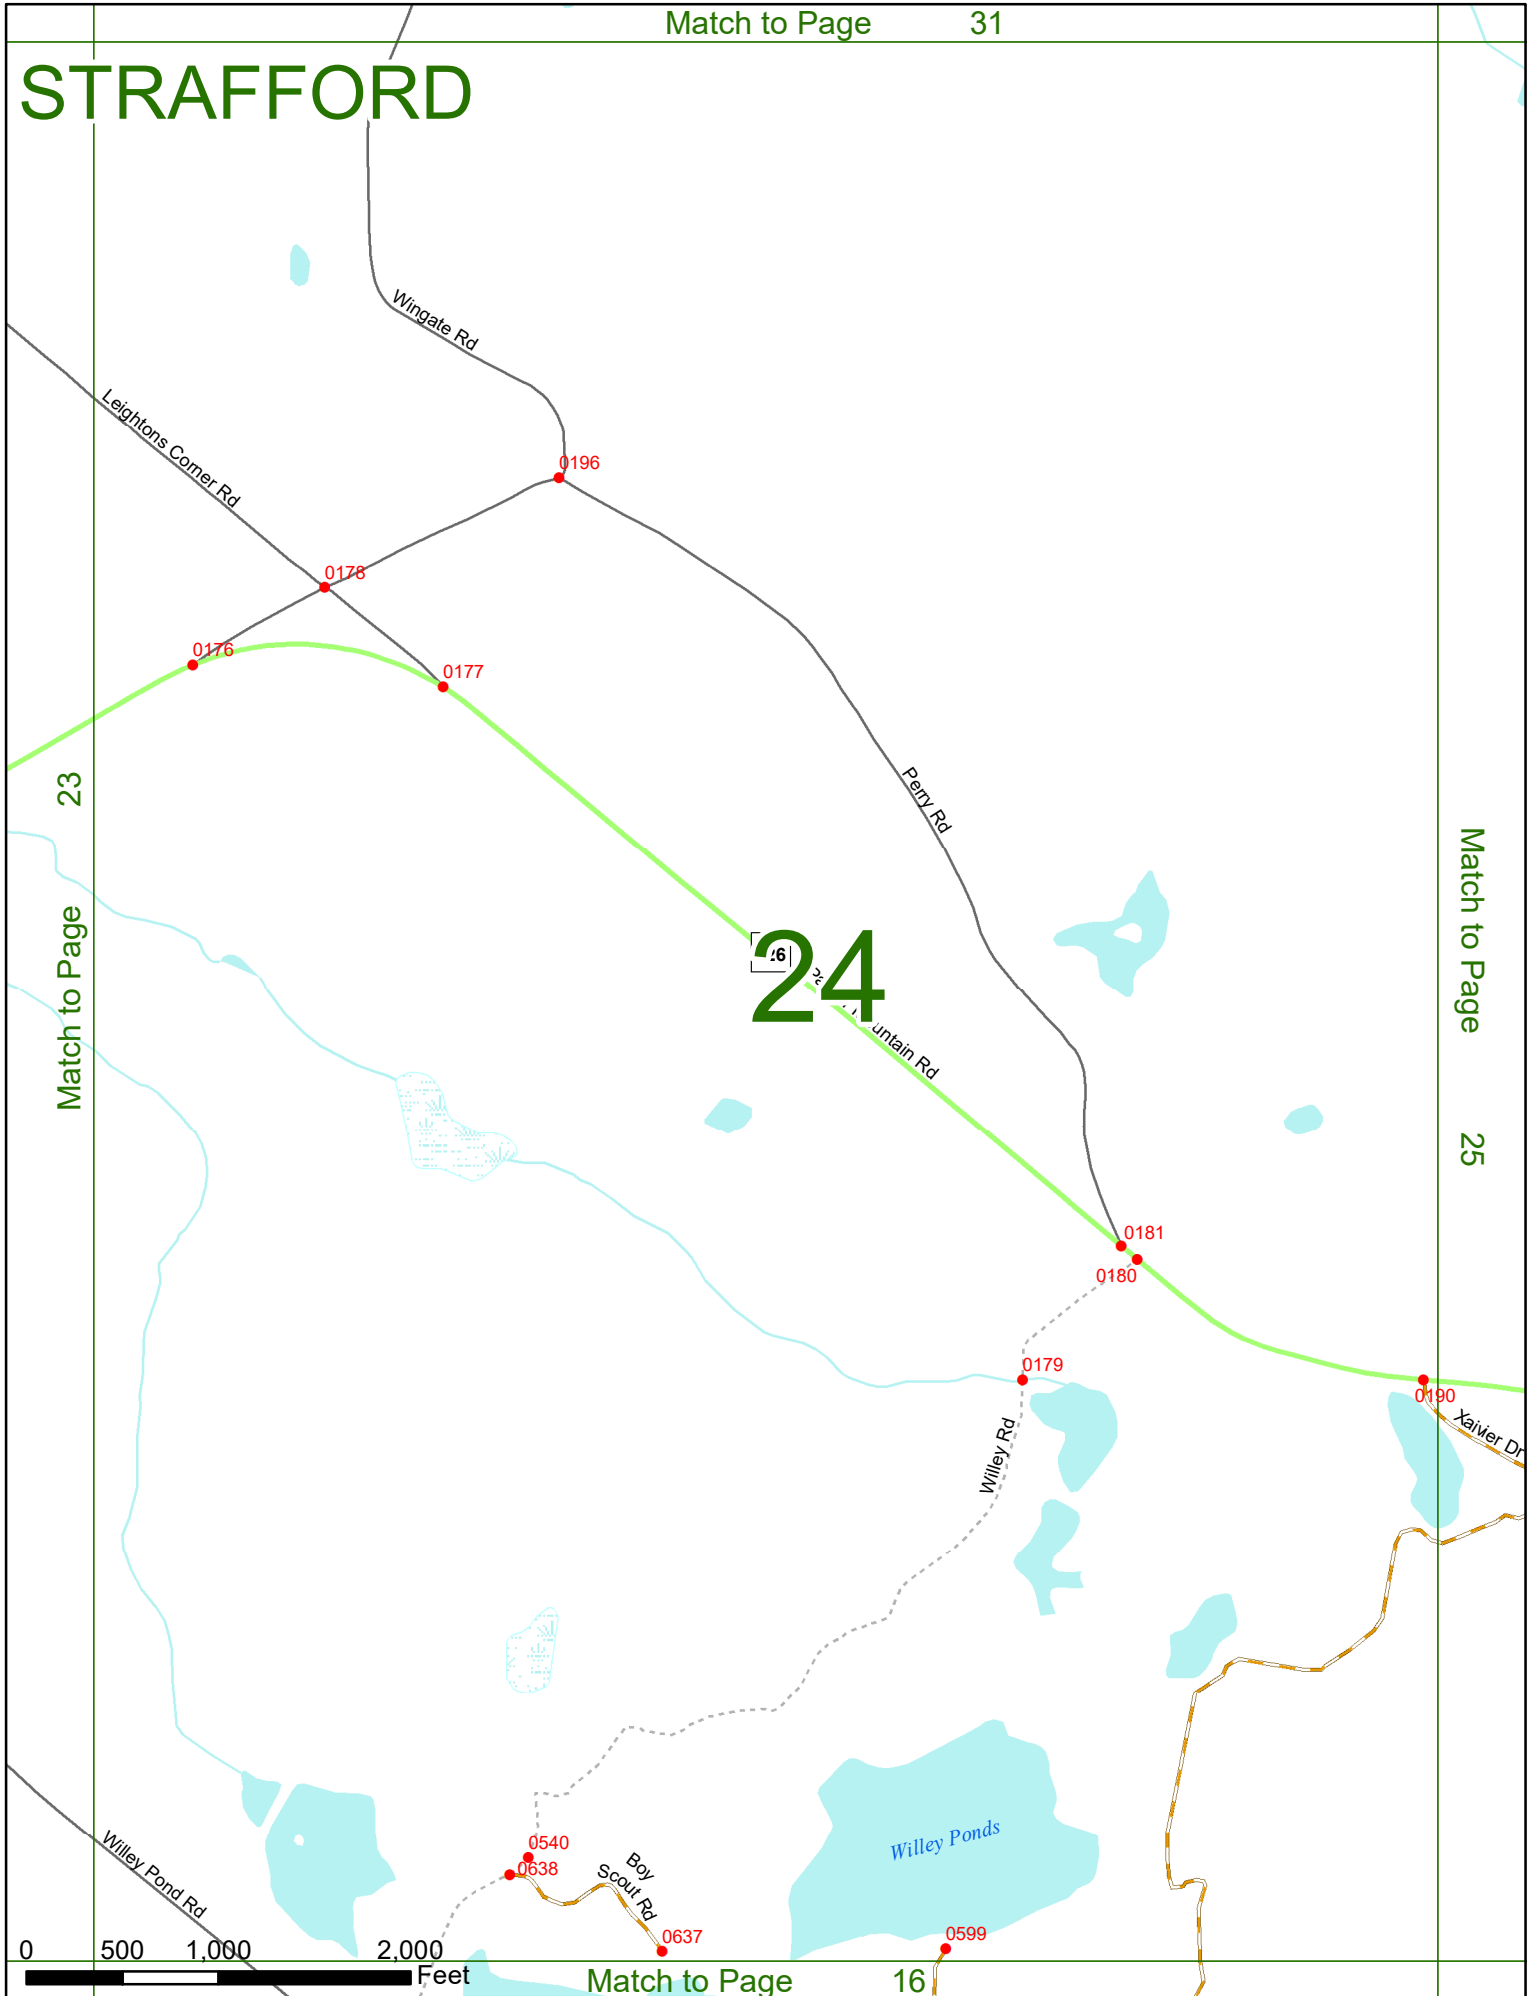 Match to Page 31
STRAFFORD
Wingate Rd
Leightons Corner Rd
0196
0178
0176
0177
23
Match to Page
Perry Rd
Match to Page
25
24
Mountain Rd
0181
0180
0179
0190
Xaivier Dr
Willey Rd
Willey Ponds
0540
0638
Boy
Scout Rd
Willey Pond Rd
0637
0599
0 500 1,000 2,000
Feet
Match to Page 16